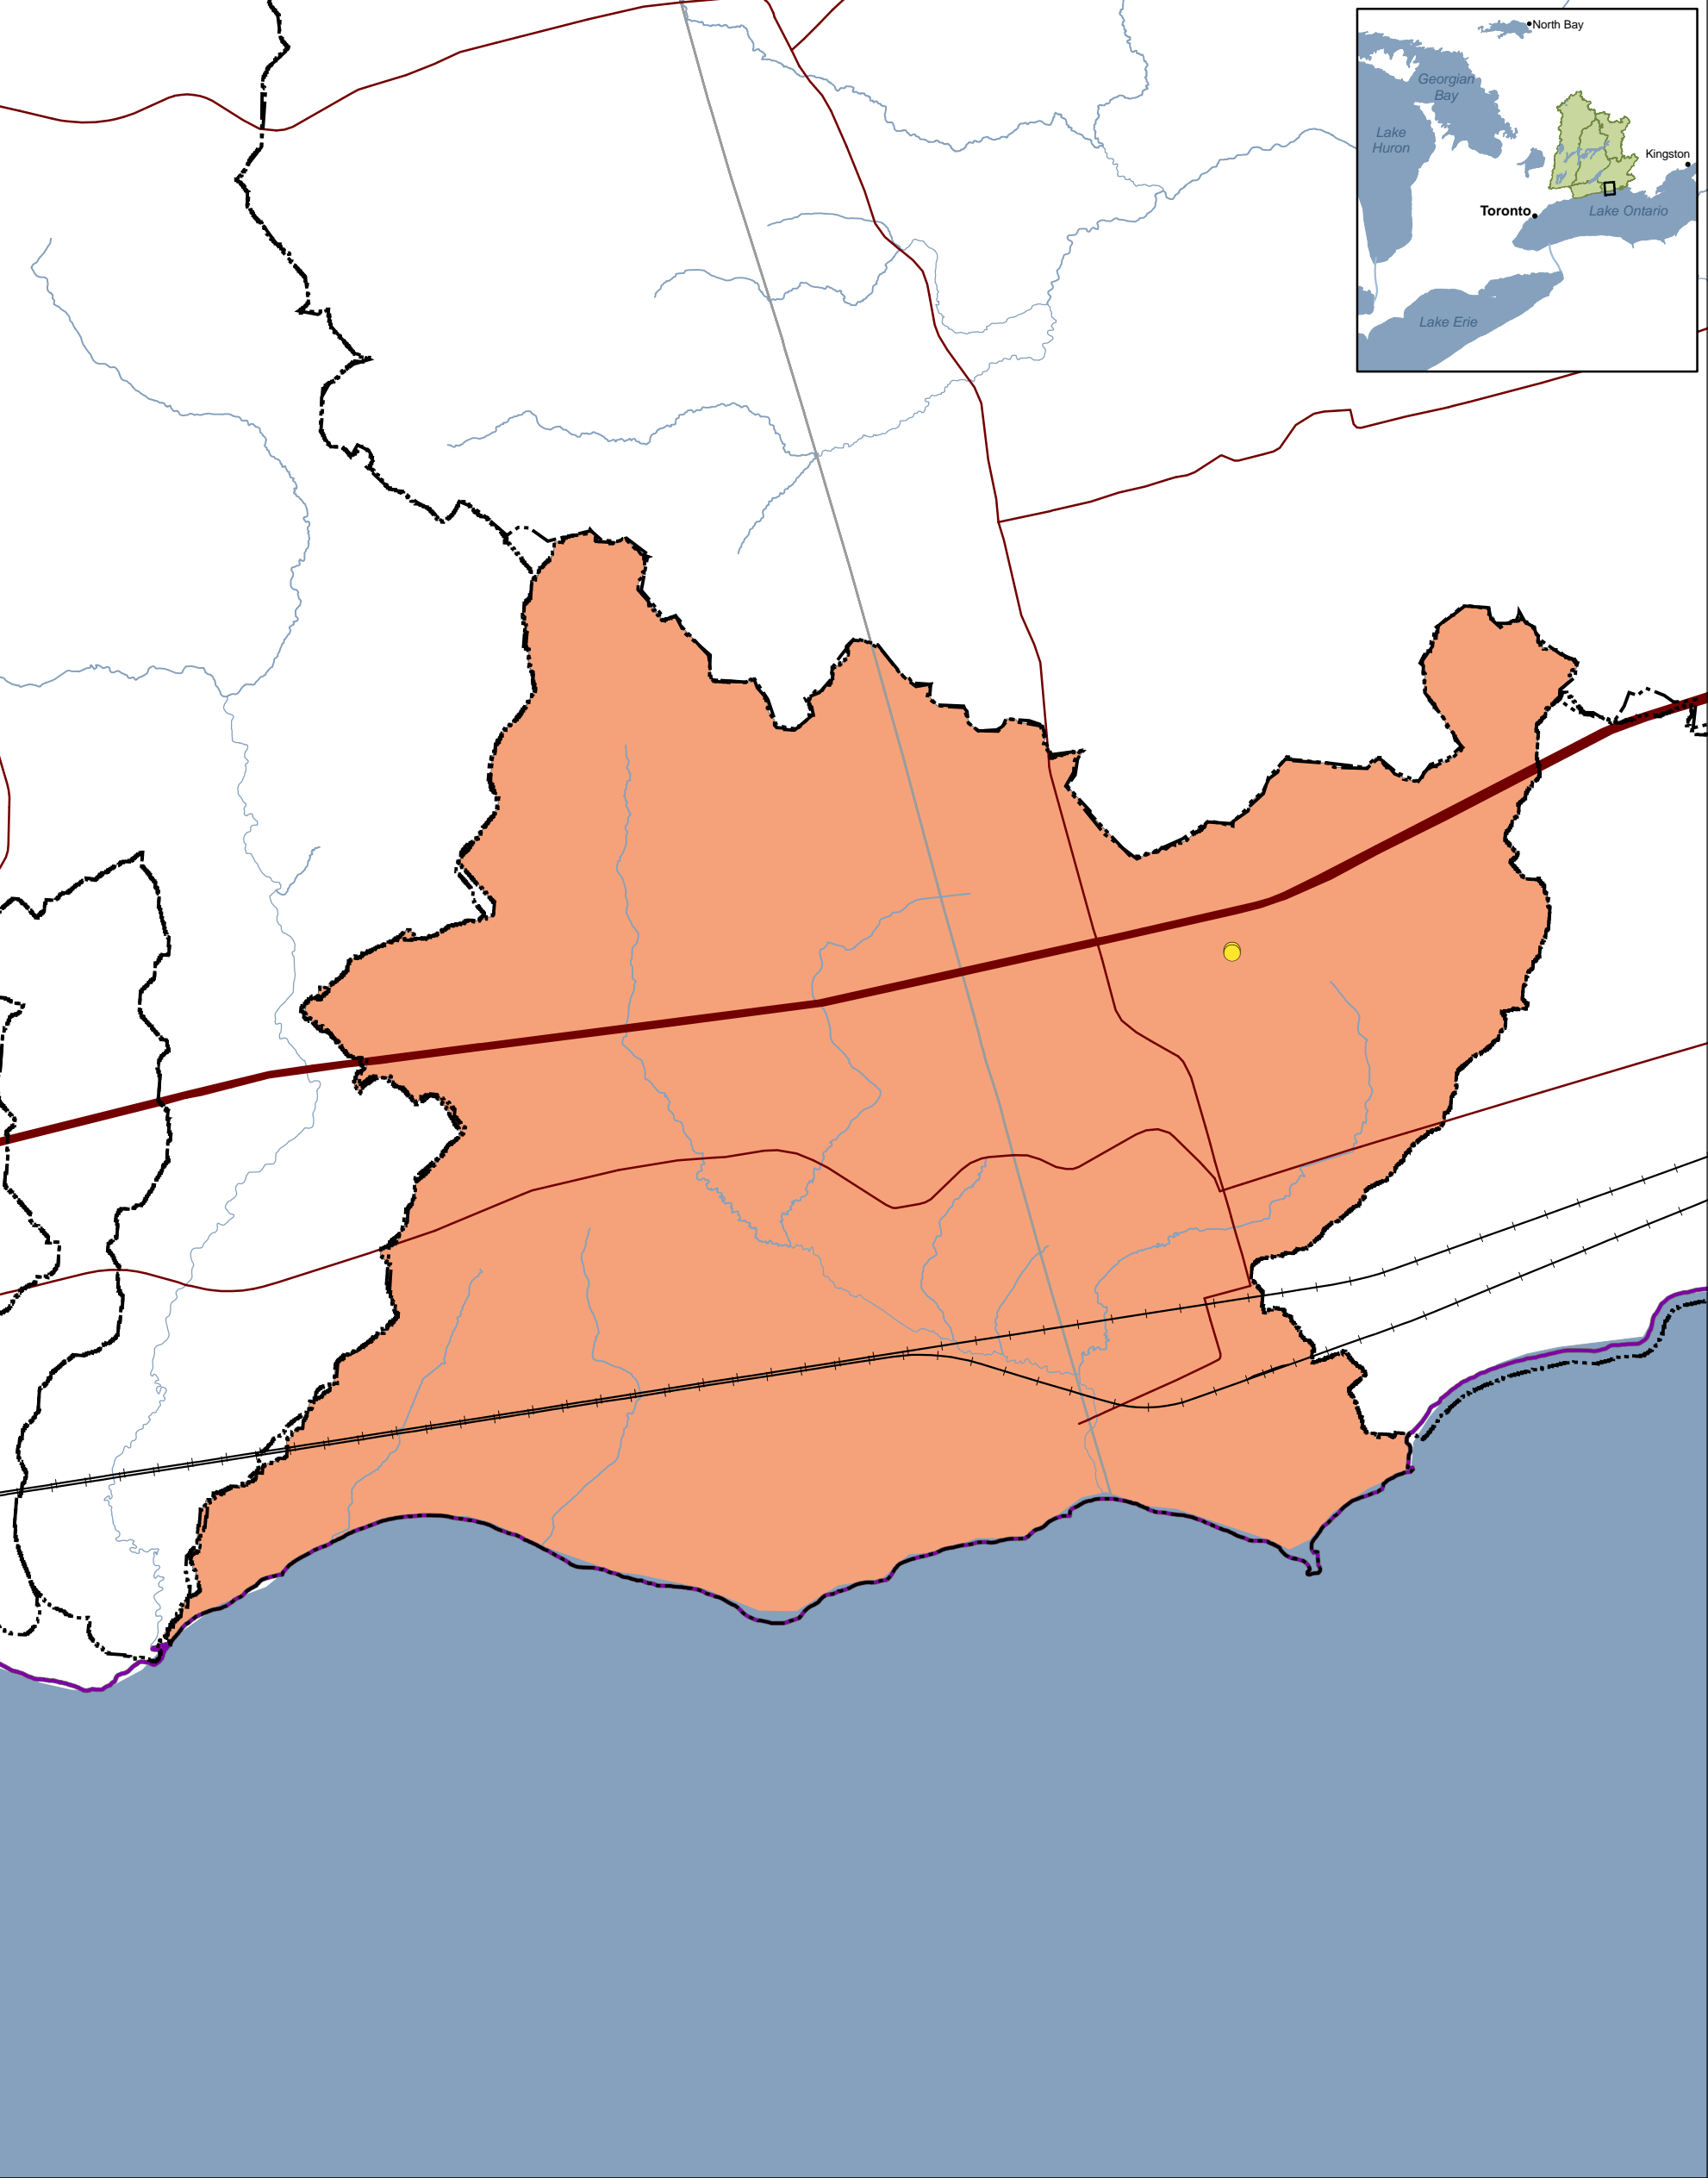 North Bay
Georgian
Bay
Lake
Huron
Kingston
Toronto
Lake Ontario
Lake Erie